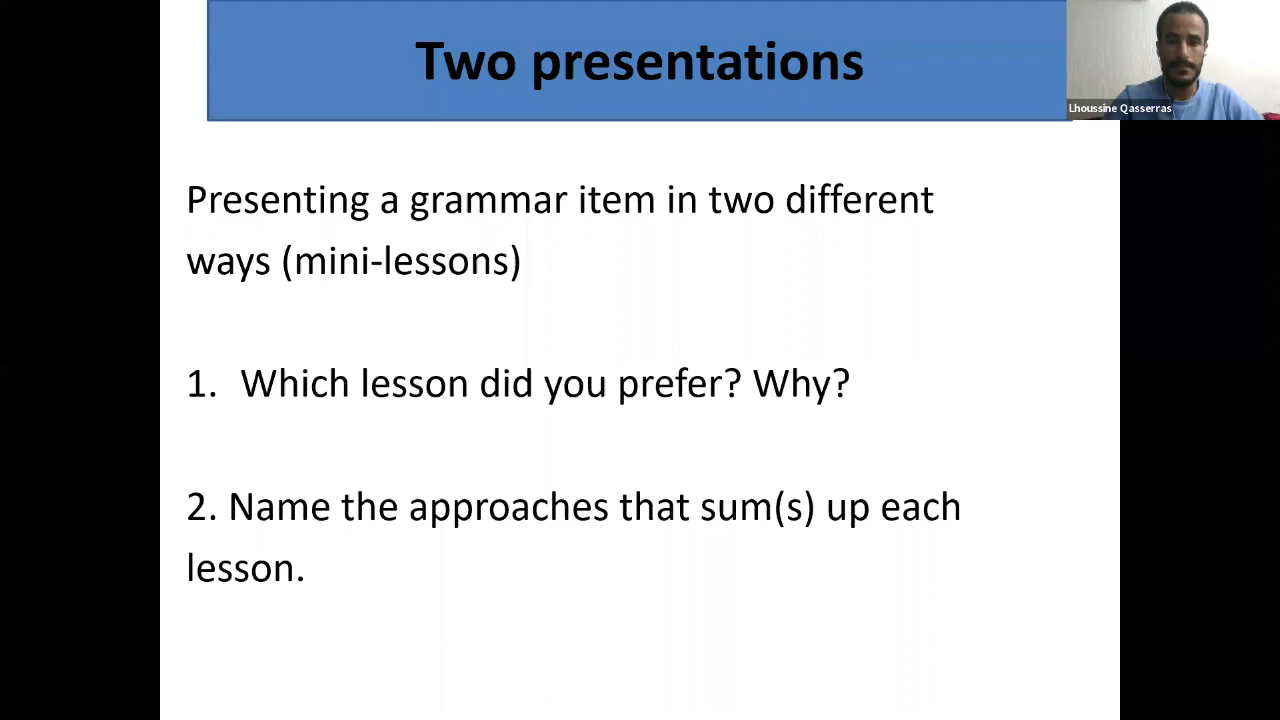 Two presentations
Lhoussine Qasserras
Presenting a grammar item in two different
ways (mini-lessons)
1. Which lesson did you prefer? Why?
2. Name the approaches that sum(s) up each
lesson.